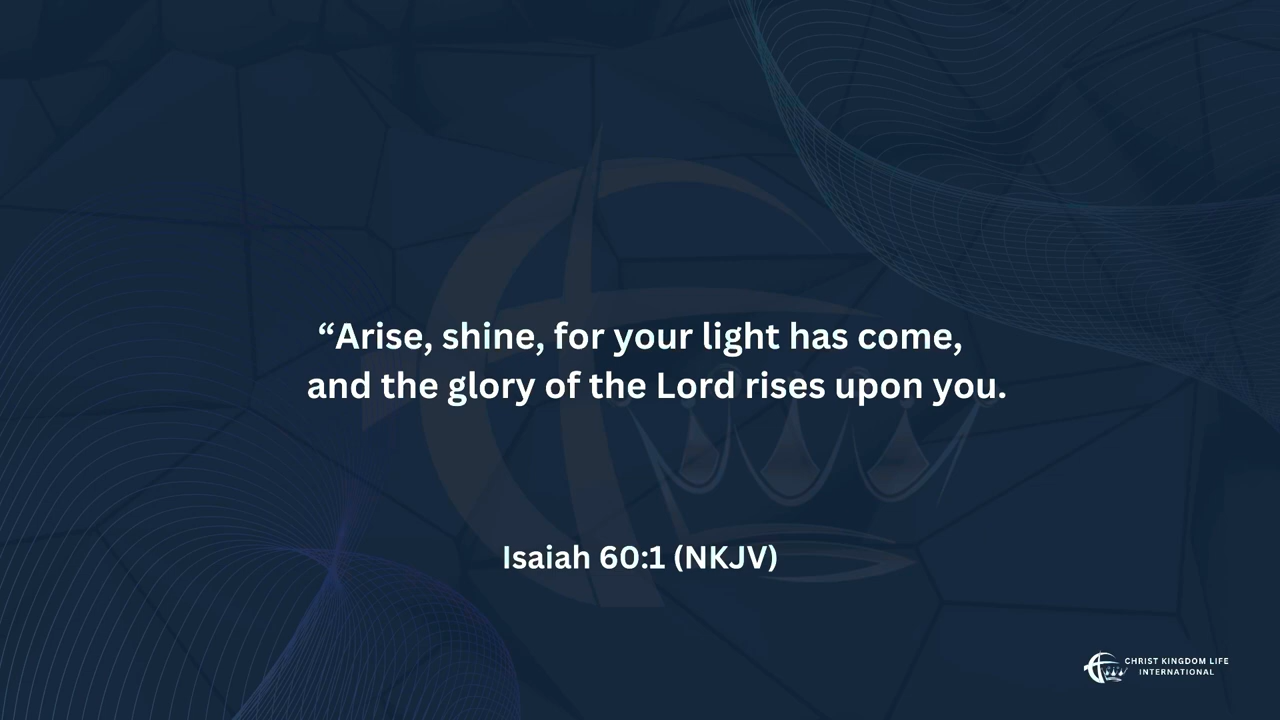 “Arise, shine, for your light has come,
and the glory of the Lord rises upon you.
Isaiah 60:1 (NKJV)
CHRIST KINGDOM LIFE
INTERNATIONAL